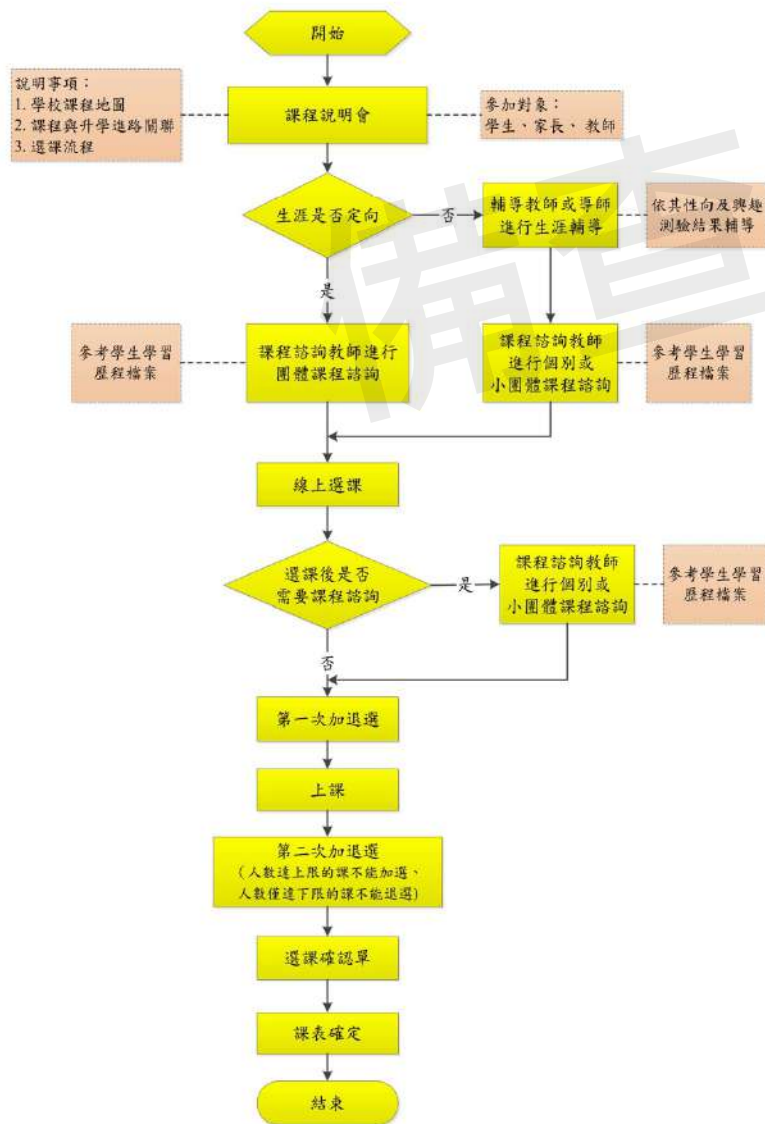 開始
說明事項：
1. 學校課程地圖
2. 課程與升學進路關聯
3. 選課流程
課程說明會
參加對象：
學生、家長、教師
生涯是否定向
否
輔導教師或導師
進行生涯輔導
依其性向及興趣
測驗結果輔導
是
參考學生學習
歷程檔案
課程諮詢教師進行
團體課程諮詢
課程諮詢教師
進行個別或
小團體課程諮詢
參考學生學習
歷程檔案
線上選課
選課後是否
需要課程諮詢
是
課程諮詢教師
進行個別或
小團體課程諮詢
參考學生學習
歷程檔案
否
第一次加退選
上課
第二次加退選
（人數達上限的課不能加選、
人數僅達下限的課不能退選）
選課確認單
課表確定
結束
備查